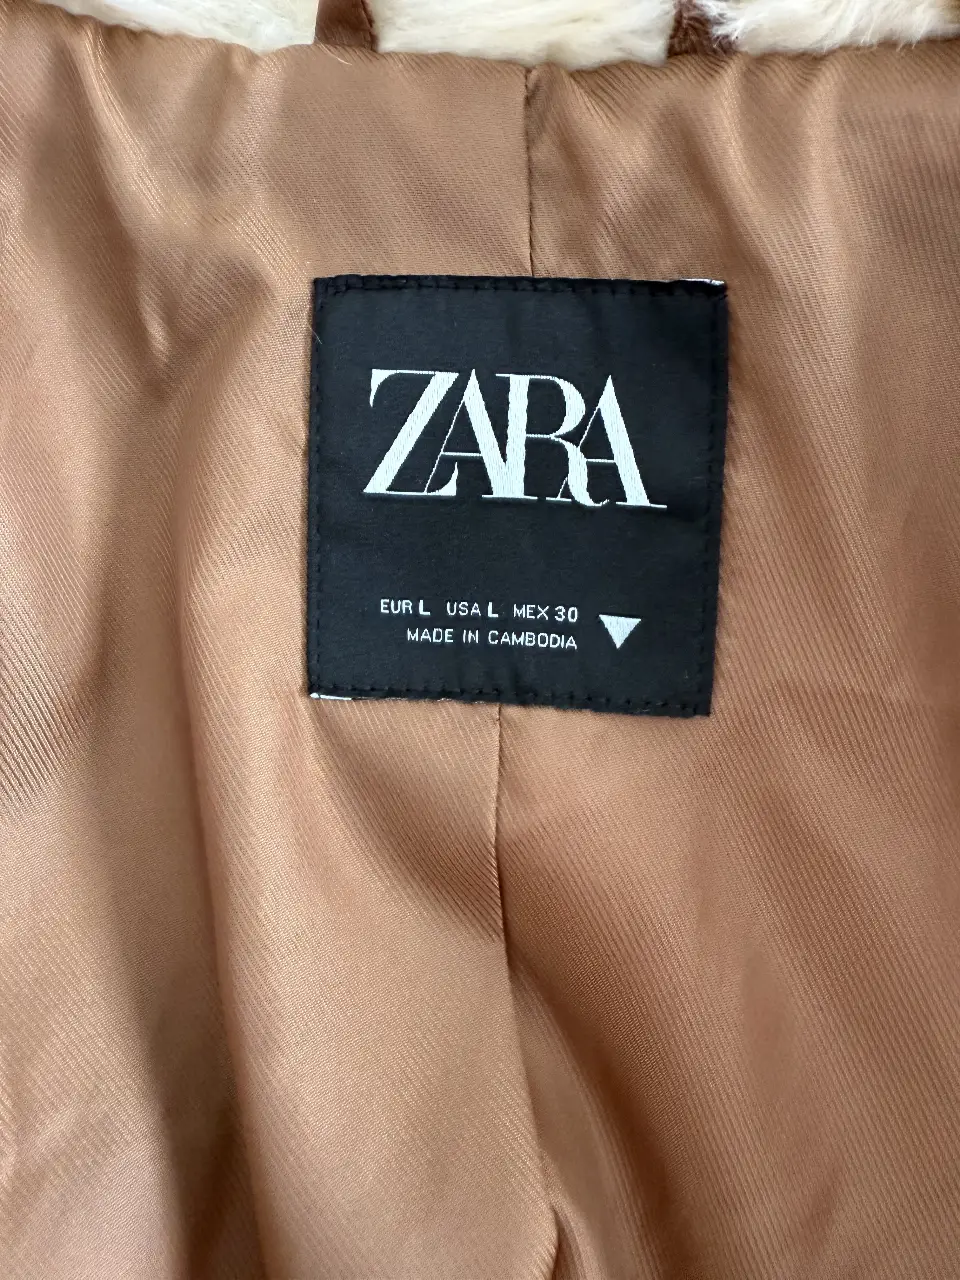 ZARA
EUR L USA L MEX 30
MADE IN CAMBODIA